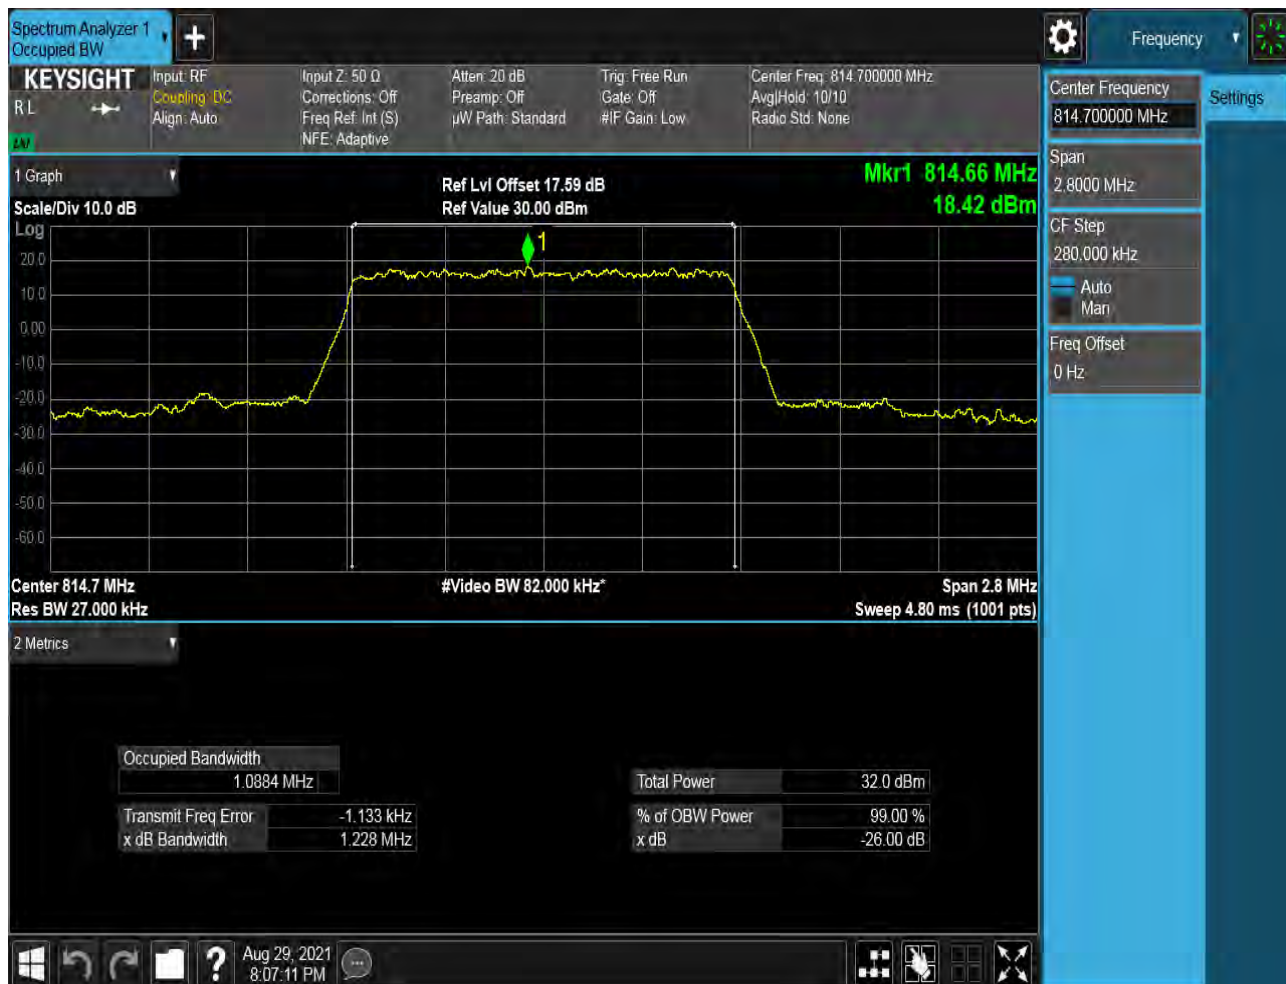 Spectrum Analyzer 1
Occupied BW
Frequency
KEYSIGHT
R L
Input: RF
Coupling: DC
Align: Auto
Input Z: 50 Ω
Corrections: Off
Freq Ref: Int (S)
NFE: Adaptive
Atten: 20 dB
Preamp: Off
µW Path: Standard
Trig: Free Run
Gate: Off
#IF Gain: Low
Center Freq: 814.700000 MHz
Avg|Hold: 10/10
Radio Std: None
Center Frequency
814.700000 MHz
Settings
Span
2.8000 MHz
CF Step
280.000 kHz
Auto
Man
Freq Offset
0 Hz
1 Graph
Scale/Div 10.0 dB
Ref Lvl Offset 17.59 dB
Ref Value 30.00 dBm
Mkr1 814.66 MHz
18.42 dBm
Log
1
20.0
10.0
0.00
-10.0
-20.0
-30.0
-40.0
-50.0
-60.0
Center 814.7 MHz
#Video BW 82.000 kHz*
Span 2.8 MHz
Res BW 27.000 kHz
Sweep 4.80 ms (1001 pts)
2 Metrics
Occupied Bandwidth
1.0884 MHz
Total Power 32.0 dBm
Transmit Freq Error -1.133 kHz
% of OBW Power 99.00 %
x dB Bandwidth 1.228 MHz
x dB -26.00 dB
?
Aug 29, 2021
8:07:11 PM